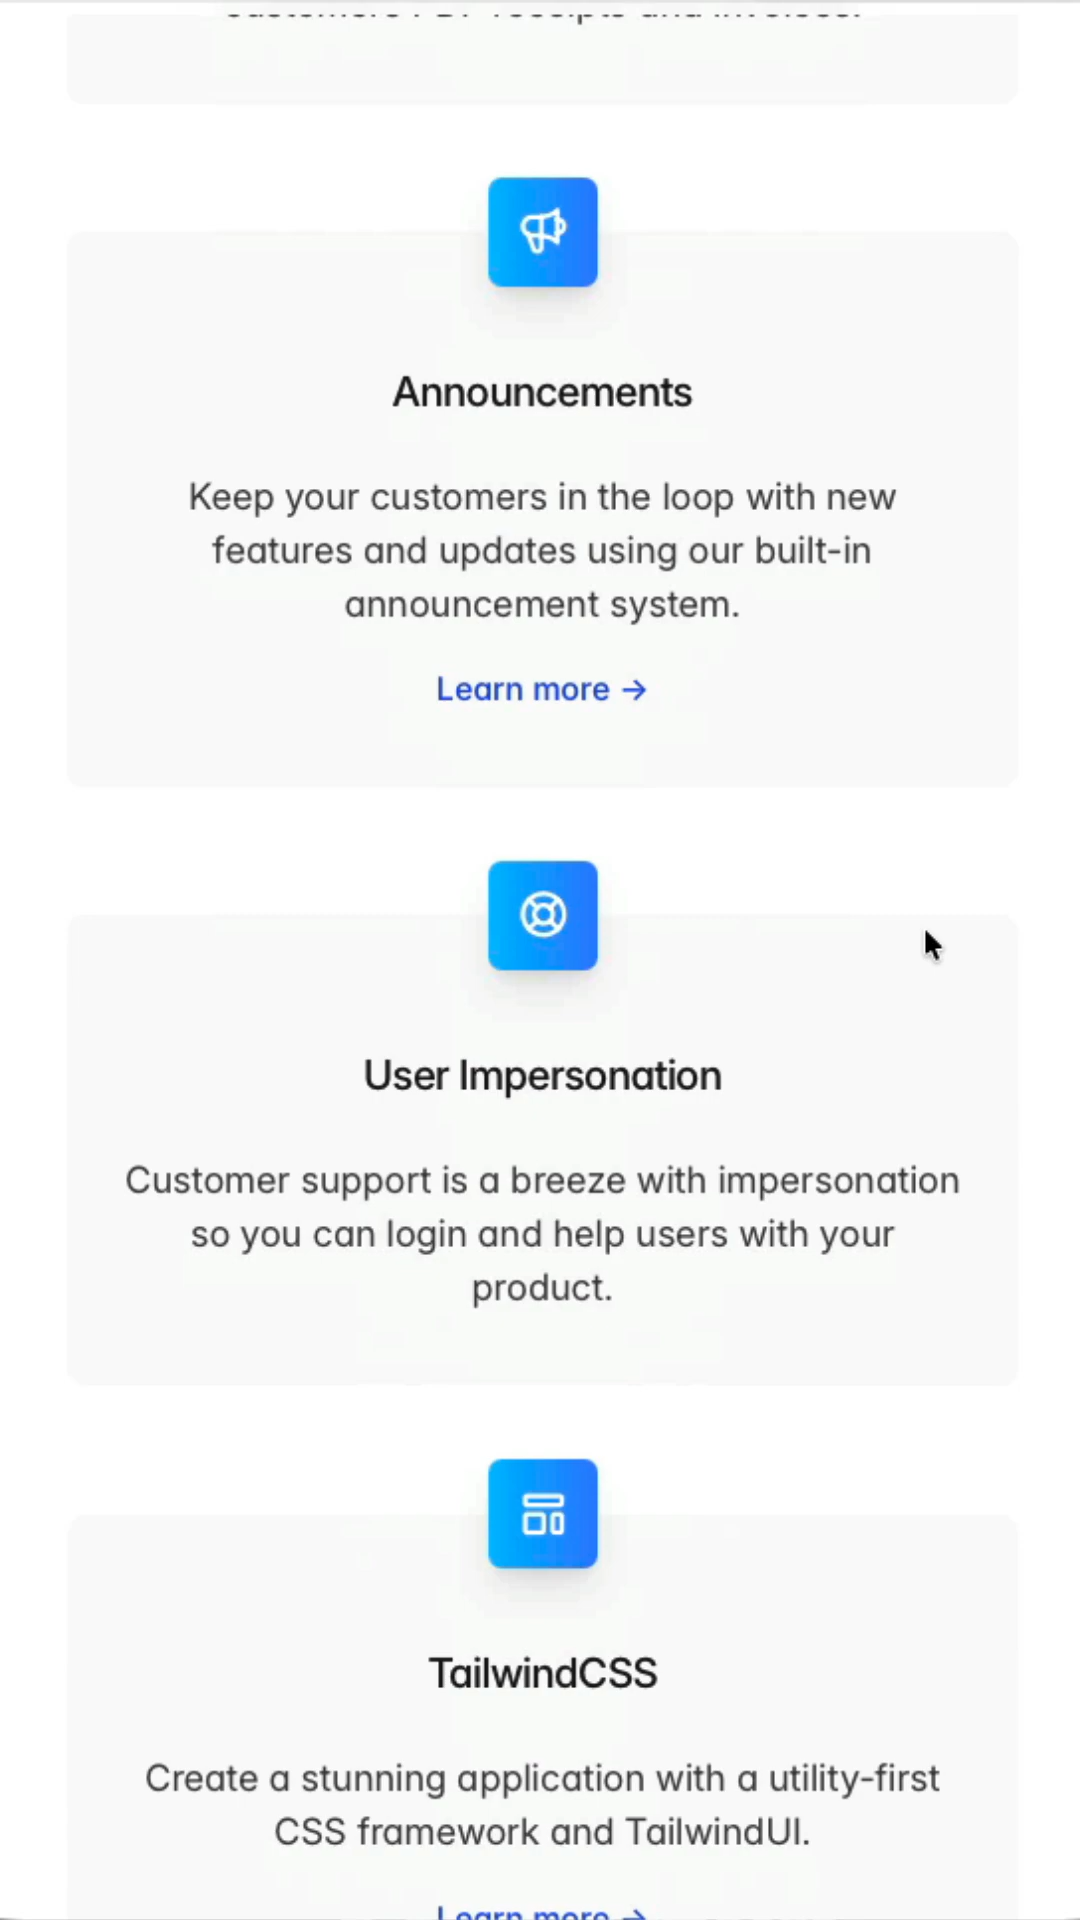 Announcements
Keep your customers in the loop with new
features and updates using our built-in
announcement system.
Learn more →
User Impersonation
Customer support is a breeze with impersonation
so you can login and help users with your
product.
TailwindCSS
Create a stunning application with a utility-first
CSS framework and TailwindUI.
Learn more →